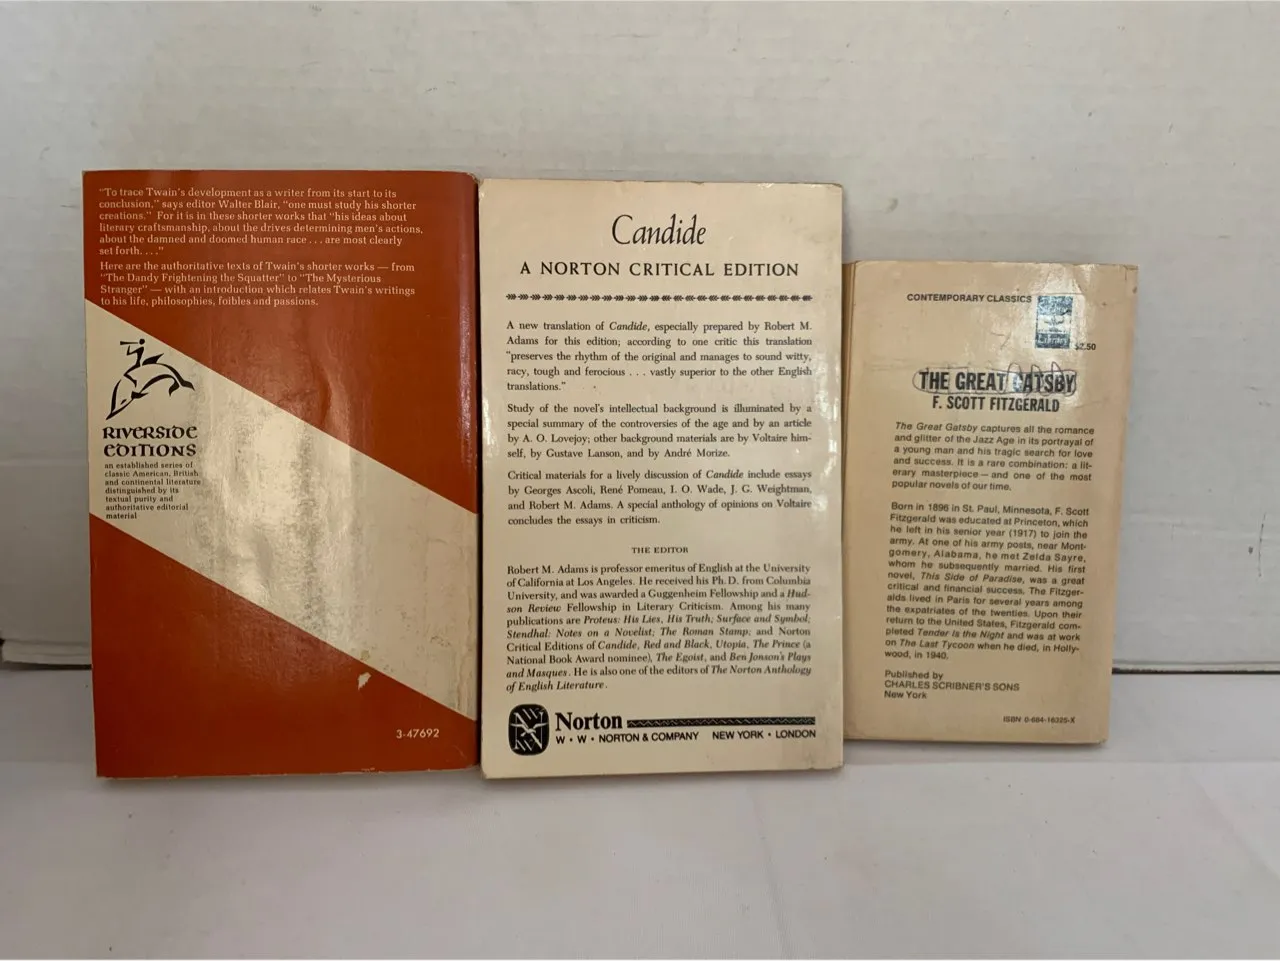 "To trace Twain's development as a writer from its start to its
conclusion," says editor Walter Blair, "one must study his shorter
creations." For it is in these shorter works that "his ideas about
literary craftsmanship, about the drives determining men's actions,
about the damned and doomed human race . . . are most clearly
set forth. . . ."
Here are the authoritative texts of Twain's shorter works — from
"The Dandy Frightening the Squatter" to "The Mysterious
Stranger" — with an introduction which relates Twain's writings
to his life, philosophies, foibles and passions.
RIVERSIDE
EDITIONS
an established series of
classic American, British
and continental literature
distinguished by its
textual purity and
authoritative editorial
material
3-47692
Candide
A NORTON CRITICAL EDITION
A new translation of Candide, especially prepared by Robert M.
Adams for this edition; according to one critic this translation
"preserves the rhythm of the original and manages to sound witty,
racy, tough and ferocious . . . vastly superior to the other English
translations."
Study of the novel's intellectual background is illuminated by a
special summary of the controversies of the age and by an article
by A. O. Lovejoy; other background materials are by Voltaire him-
self, by Gustave Lanson, and by André Morize.
Critical materials for a lively discussion of Candide include essays
by Georges Ascoli, René Pomeau, I. O. Wade, J. G. Weightman,
and Robert M. Adams. A special anthology of opinions on Voltaire
concludes the essays in criticism.
THE EDITOR
Robert M. Adams is professor emeritus of English at the University
of California at Los Angeles. He received his Ph. D. from Columbia
University, and was awarded a Guggenheim Fellowship and a Hud-
son Review Fellowship in Literary Criticism. Among his many
publications are Proteus: His Lies, His Truth; Surface and Symbol;
Stendhal: Notes on a Novelist; The Roman Stamp; and Norton
Critical Editions of Candide, Red and Black, Utopia, The Prince (a
National Book Award nominee), The Egoist, and Ben Jonson's Plays
and Masques. He is also one of the editors of The Norton Anthology
of English Literature.
Norton
W • W • NORTON & COMPANY NEW YORK • LONDON
CONTEMPORARY CLASSICS
Library
$2.50
THE GREAT GATSBY
F. SCOTT FITZGERALD
The Great Gatsby captures all the romance
and glitter of the Jazz Age in its portrayal of
a young man and his tragic search for love
and success. It is a rare combination: a lit-
erary masterpiece — and one of the most
popular novels of our time.
Born in 1896 in St. Paul, Minnesota, F. Scott
Fitzgerald was educated at Princeton, which
he left in his senior year (1917) to join the
army. At one of his army posts, near Mont-
gomery, Alabama, he met Zelda Sayre,
whom he subsequently married. His first
novel, This Side of Paradise, was a great
critical and financial success. The Fitzger-
alds lived in Paris for several years among
the expatriates of the twenties. Upon their
return to the United States, Fitzgerald com-
pleted Tender Is the Night and was at work
on The Last Tycoon when he died, in Holly-
wood, in 1940.
Published by
CHARLES SCRIBNER'S SONS
New York
ISBN 0-684-16325-X